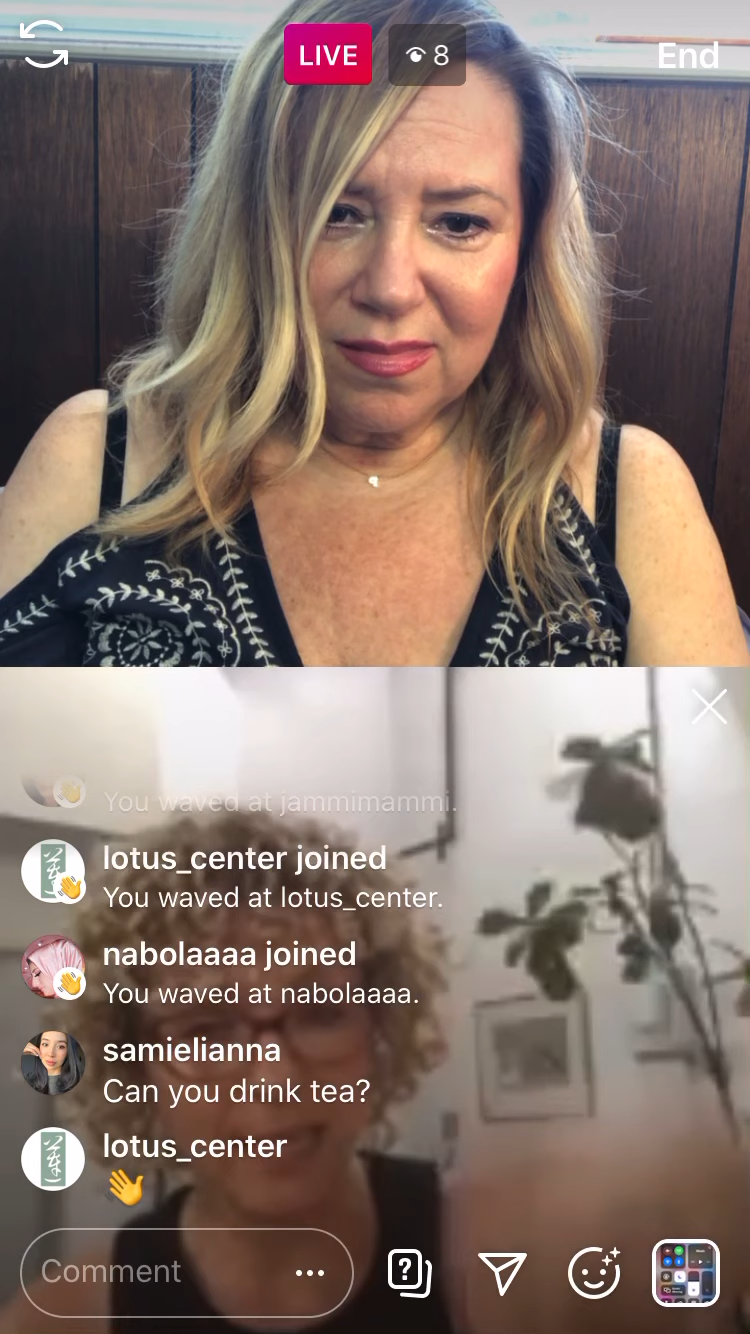 LIVE
8
End
You waved at jammimammi.
lotus_center joined
You waved at lotus_center.
nabolaaaa joined
You waved at nabolaaaa.
samielianna
Can you drink tea?
lotus_center
Comment